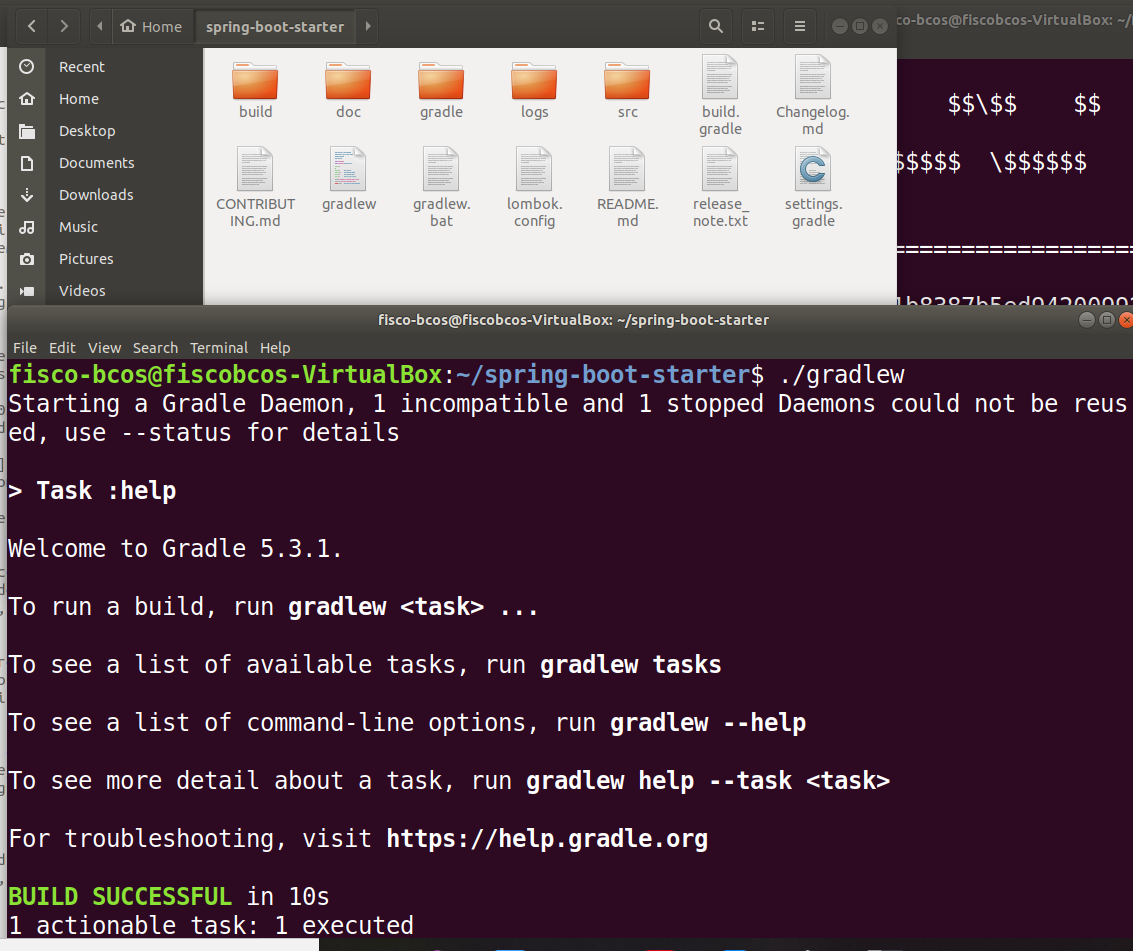 Home
spring-boot-starter
co-bcos@fiscobcos-VirtualBox: ~/
Recent
Home
Desktop
Documents
Downloads
Music
Pictures
Videos
build
doc
gradle
logs
src
build.
gradle
Changelog.
md
CONTRIBUT
ING.md
gradlew
gradlew.
bat
lombok.
config
README.
md
release_
note.txt
settings.
gradle
$$\$$    $$
$$$$$  \$$$$$$
=================
fisco-bcos@fiscobcos-VirtualBox: ~/spring-boot-starter
File Edit View Search Terminal Help
fisco-bcos@fiscobcos-VirtualBox:~/spring-boot-starter$ ./gradlew
Starting a Gradle Daemon, 1 incompatible and 1 stopped Daemons could not be reus
ed, use --status for details
> Task :help
Welcome to Gradle 5.3.1.
To run a build, run gradlew <task> ...
To see a list of available tasks, run gradlew tasks
To see a list of command-line options, run gradlew --help
To see more detail about a task, run gradlew help --task <task>
For troubleshooting, visit https://help.gradle.org
BUILD SUCCESSFUL in 10s
1 actionable task: 1 executed